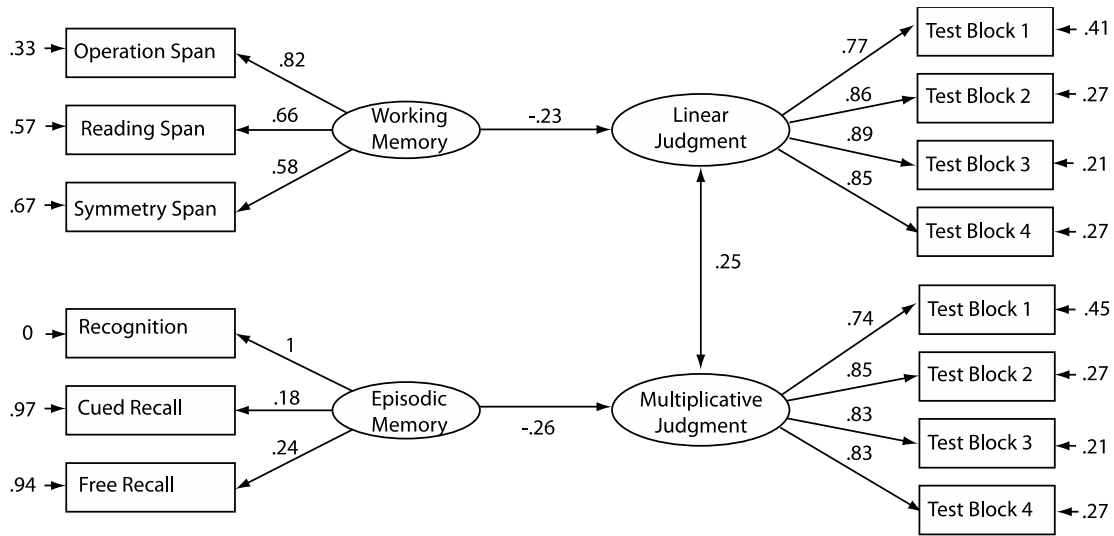 .33
Operation Span
.82
.57
Reading Span
.66
.67
Symmetry Span
.58
Working
Memory
-.23
Linear
Judgment
.77
Test Block 1
.41
.86
Test Block 2
.27
.89
Test Block 3
.21
.85
Test Block 4
.27
.25
0
Recognition
1
.97
Cued Recall
.18
.94
Free Recall
.24
Episodic
Memory
-.26
Multiplicative
Judgment
.74
Test Block 1
.45
.85
Test Block 2
.27
.83
Test Block 3
.21
.83
Test Block 4
.27